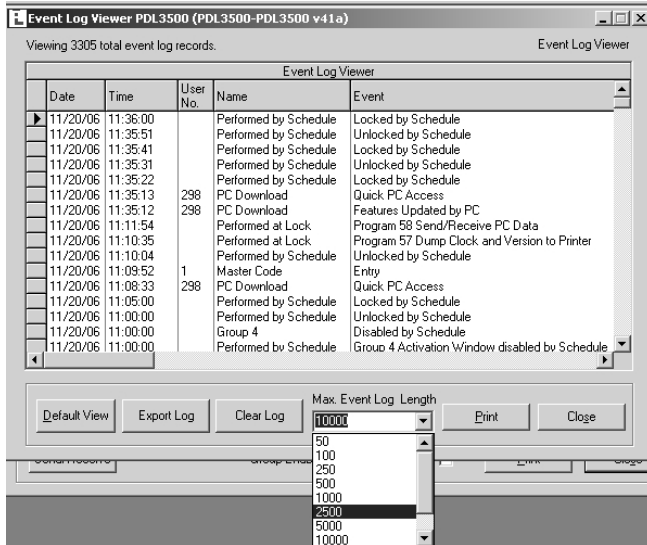 Event Log Viewer PDL3500 (PDL3500-PDL3500 v41a)
Viewing 3305 total event log records. Event Log Viewer
Event Log Viewer
Date Time User No. Name Event
11/20/06 11:36:00 Performed by Schedule Locked by Schedule
11/20/06 11:35:51 Performed by Schedule Unlocked by Schedule
11/20/06 11:35:41 Performed by Schedule Locked by Schedule
11/20/06 11:35:31 Performed by Schedule Unlocked by Schedule
11/20/06 11:35:22 Performed by Schedule Locked by Schedule
11/20/06 11:35:13 298 PC Download Quick PC Access
11/20/06 11:35:12 298 PC Download Features Updated by PC
11/20/06 11:11:54 Performed at Lock Program 58 Send/Receive PC Data
11/20/06 11:10:35 Performed at Lock Program 57 Dump Clock and Version to Printer
11/20/06 11:10:04 Performed by Schedule Unlocked by Schedule
11/20/06 11:09:52 1 Master Code Entry
11/20/06 11:08:33 298 PC Download Quick PC Access
11/20/06 11:05:00 Performed by Schedule Locked by Schedule
11/20/06 11:00:00 Performed by Schedule Unlocked by Schedule
11/20/06 11:00:00 Group 4 Disabled by Schedule
11/20/06 11:00:00 Performed by Schedule Group 4 Activation Window disabled by Schedule
Max. Event Log Length
Default View Export Log Clear Log 10000 Print Close
50
100
250
500
1000
2500
5000
10000